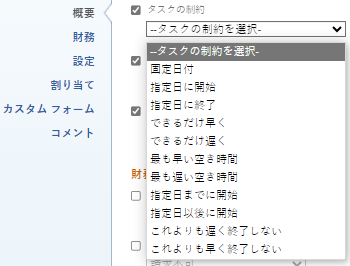 概要
財務
設定
割り当て
カスタム フォーム
コメント
タスクの制約
--タスクの制約を選択-
--タスクの制約を選択-
固定日付
指定日に開始
指定日に終了
できるだけ早く
できるだけ遅く
最も早い空き時間
最も遅い空き時間
指定日までに開始
指定日以後に開始
これよりも遅く終了しない
これよりも早く終了しない
財